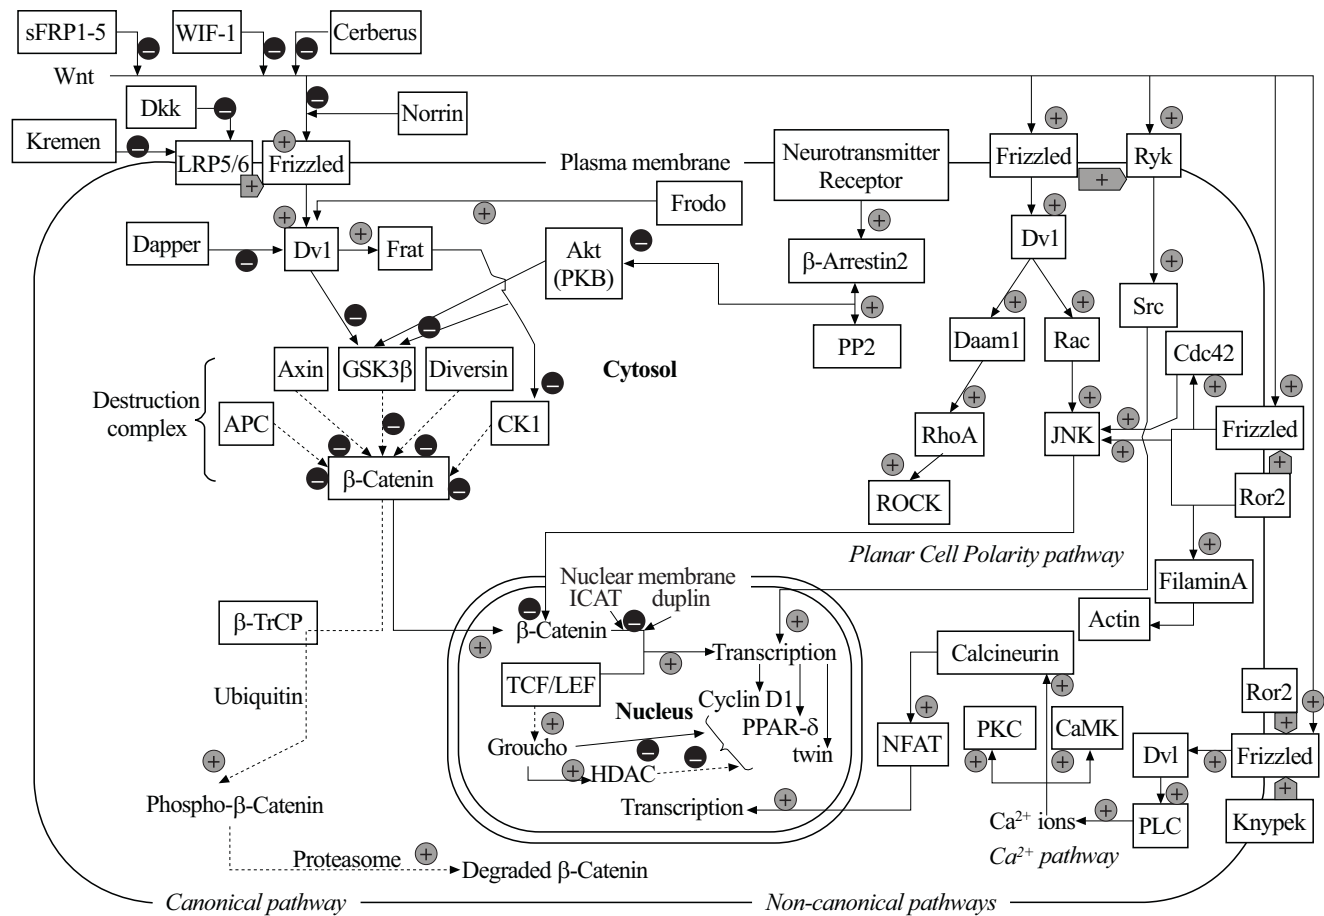 sFRP1-5
WIF-1
Cerberus
Wnt
Dkk
Norrin
Kremen
LRP5/6
Frizzled
Plasma membrane
Neurotransmitter
Receptor
Frizzled
Ryk
Dapper
Dv1
Frat
Frodo
Akt
(PKB)
β-Arrestin2
Dv1
Src
PP2
Daam1
Rac
Cdc42
Axin
GSK3β
Diversin
Cytosol
Destruction
complex
APC
CK1
RhoA
JNK
Frizzled
β-Catenin
ROCK
Ror2
Planar Cell Polarity pathway
FilaminA
Actin
Nuclear membrane
ICAT
duplin
β-TrCP
β-Catenin
Transcription
Calcineurin
TCF/LEF
Cyclin D1
Ubiquitin
Nucleus
PPAR-δ
twin
Groucho
HDAC
NFAT
PKC
CaMK
Dvl
Ror2
Frizzled
Phospho-β-Catenin
Transcription
Ca²⁺ ions
PLC
Knypek
Ca²⁺ pathway
Proteasome
Degraded β-Catenin
Canonical pathway
Non-canonical pathways